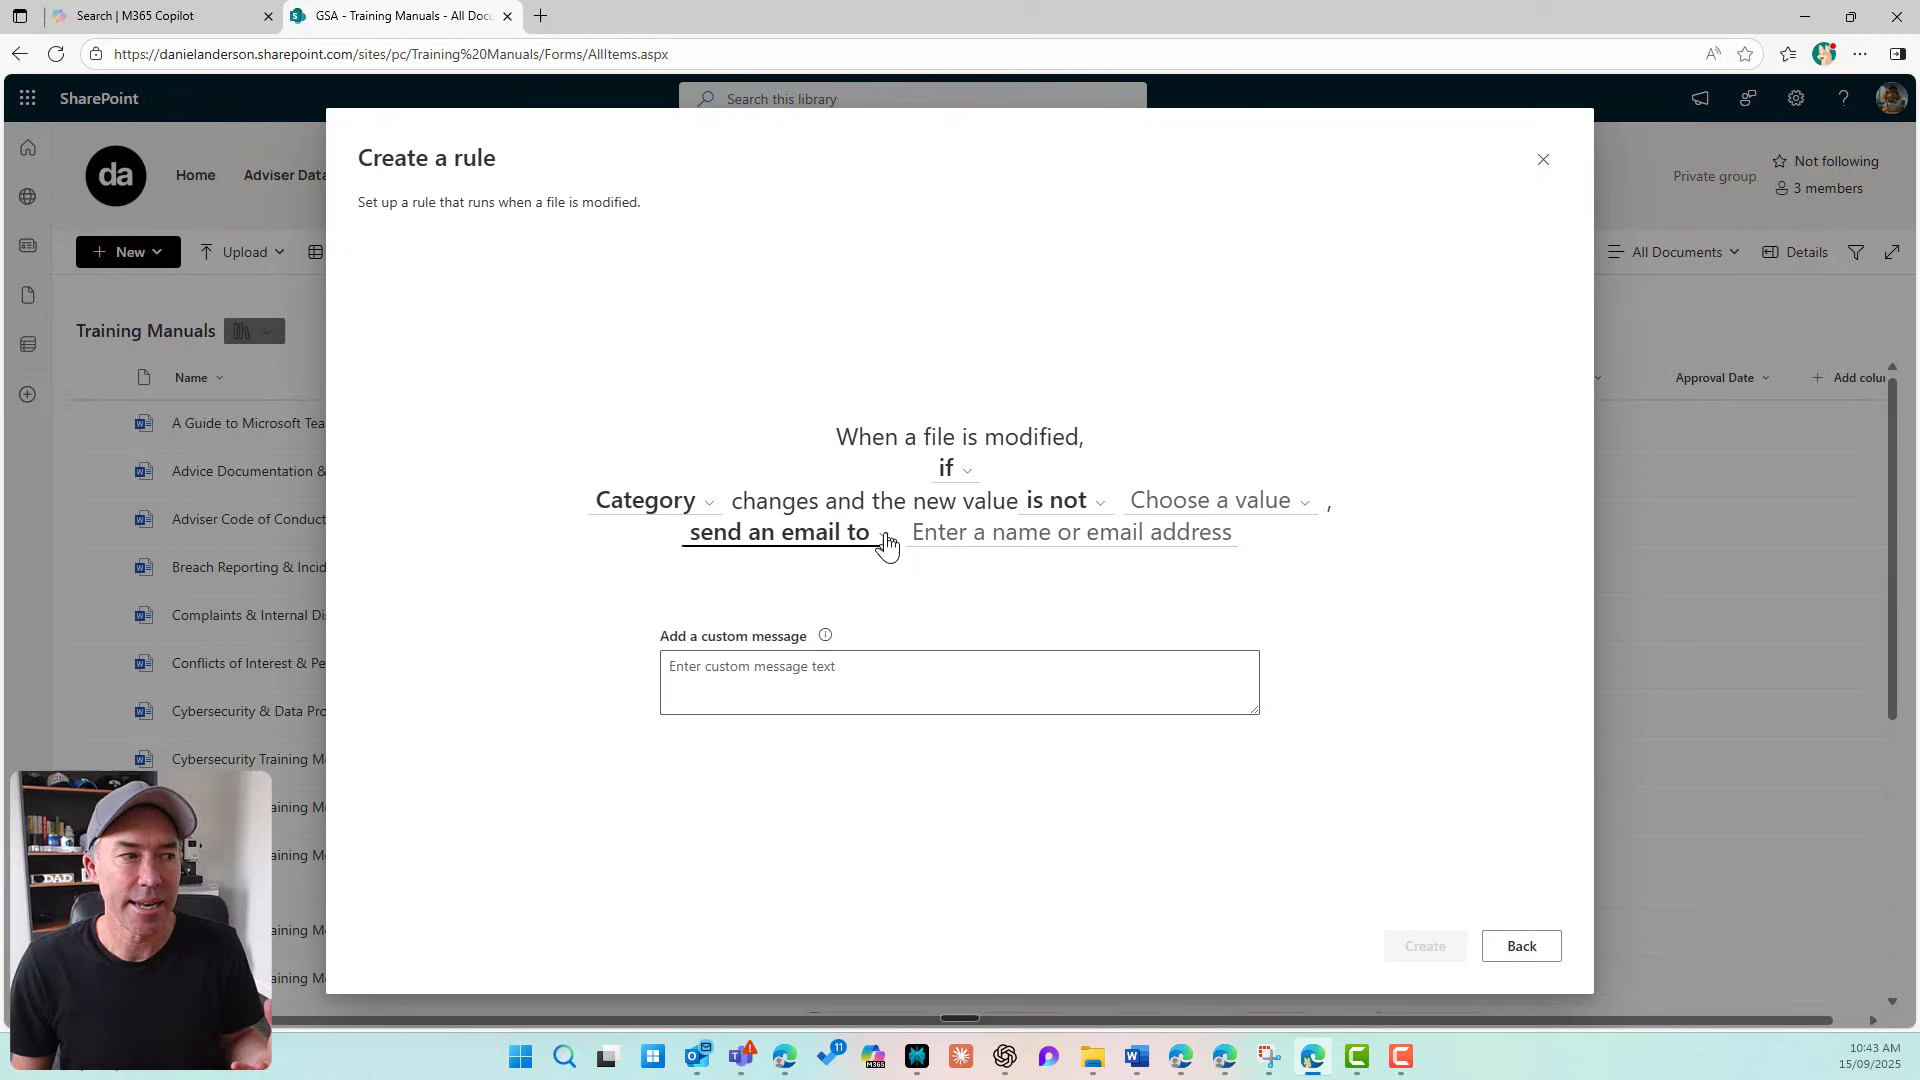 Search | M365 Copilot
GSA - Training Manuals - All Doc
https://danielanderson.sharepoint.com/sites/pc/Training%20Manuals/Forms/AllItems.aspx
SharePoint
Search this library
da
Home
Adviser Data
Not following
Private group
3 members
New
Upload
All Documents
Details
Training Manuals
Name
Approval Date
Add colu
A Guide to Microsoft Tea
Advice Documentation &
Adviser Code of Conduct
Breach Reporting & Incid
Complaints & Internal Di
Conflicts of Interest & Pe
Cybersecurity & Data Pro
Cybersecurity Training M
aining M
aining M
aining M
aining M
Create a rule
Set up a rule that runs when a file is modified.
When a file is modified,
if
Category changes and the new value is not Choose a value ,
send an email to Enter a name or email address
Add a custom message
Enter custom message text
Create
Back
DAD
11
M365
10:43 AM
15/09/2025